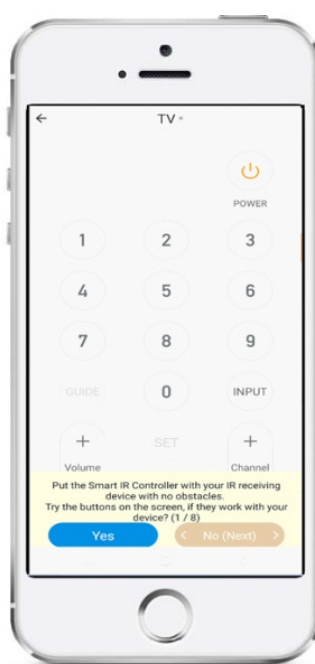 TV
POWER
1 2 3
4 5 6
7 8 9
GUIDE 0 INPUT
+ SET +
Volume Channel
Put the Smart IR Controller with your IR receiving
device with no obstacles.
Try the buttons on the screen, if they work with your
device? (1 / 8)
Yes < No (Next) >